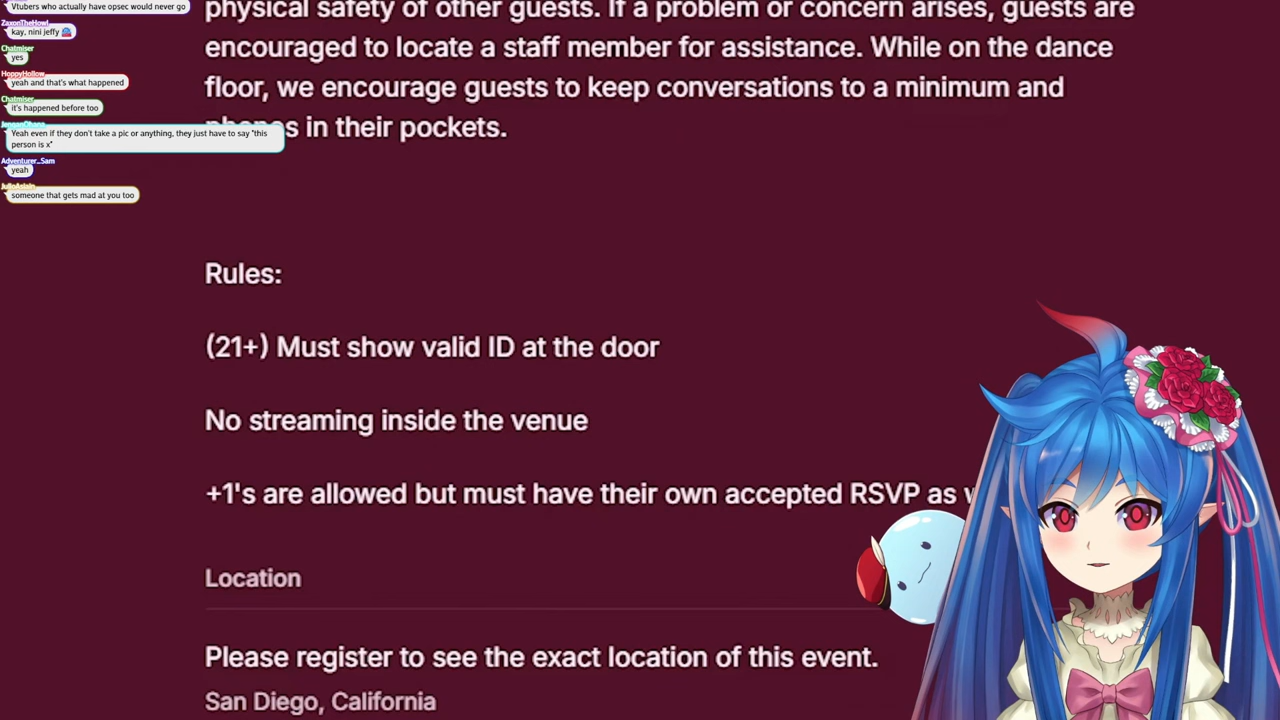 Vtubers who actually have opsec would never go
ZaxonTheHowl
kay, nini jeffy
Chatmiser
yes
HoppyHollow
yeah and that's what happened
Chatmiser
it's happened before too
Yeah even if they don't take a pic or anything, they just have to say "this
person is x"
Adventurer_Sam
yeah
JulioAslain
someone that gets mad at you too
physical safety of other guests. If a problem or concern arises, guests are
encouraged to locate a staff member for assistance. While on the dance
floor, we encourage guests to keep conversations to a minimum and
in their pockets.
Rules:
(21+) Must show valid ID at the door
No streaming inside the venue
+1's are allowed but must have their own accepted RSVP as
Location
Please register to see the exact location of this event.
San Diego, California